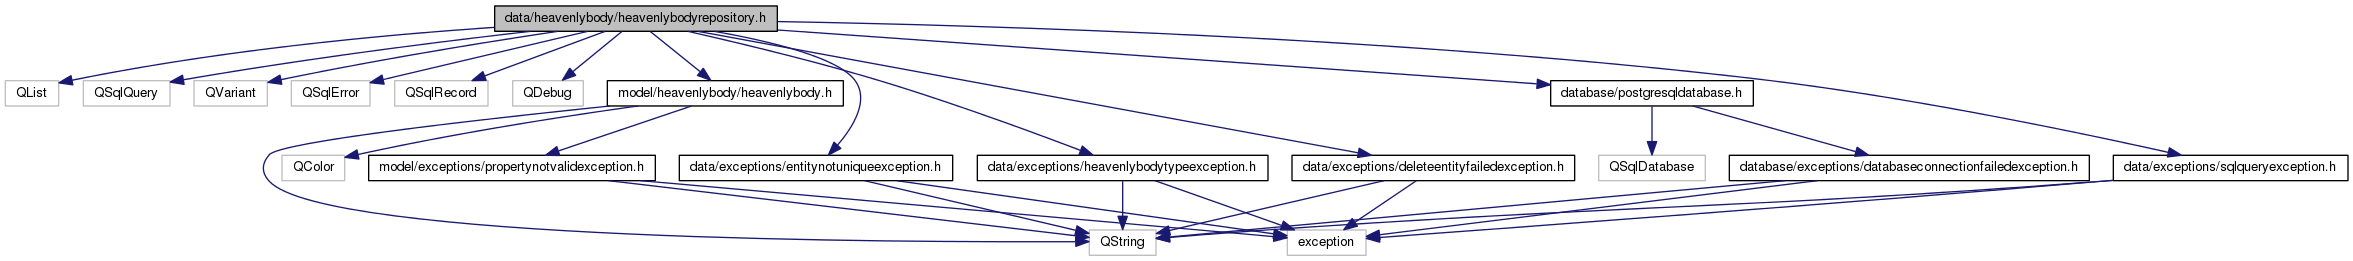 data/heavenlybody/heavenlybodyrepository.h
QList
QSqlQuery
QVariant
QSqlError
QSqlRecord
QDebug
model/heavenlybody/heavenlybody.h
database/postgresqldatabase.h
QColor
model/exceptions/propertynotvalidexception.h
data/exceptions/entitynotuniqueexception.h
data/exceptions/heavenlybodytypeexception.h
data/exceptions/deleteentityfailedexception.h
QSqlDatabase
database/exceptions/databaseconnectionfailedexception.h
data/exceptions/sqlqueryexception.h
QString
exception